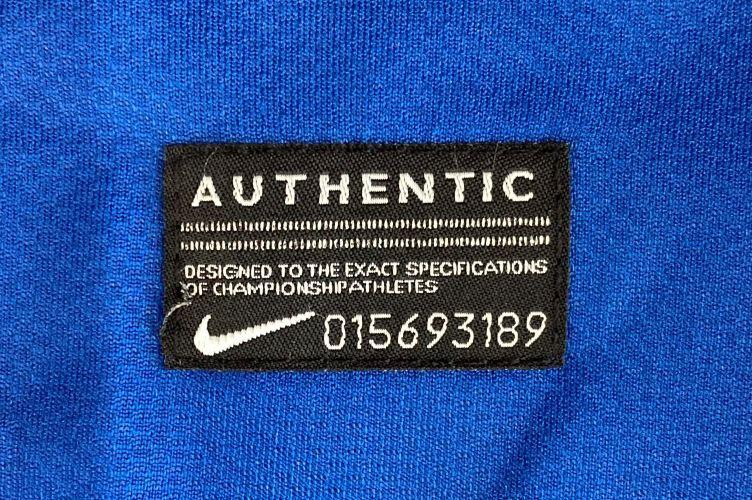 AUTHENTIC
DESIGNED TO THE EXACT SPECIFICATIONS
OF CHAMPIONSHIPATHLETES
015693189